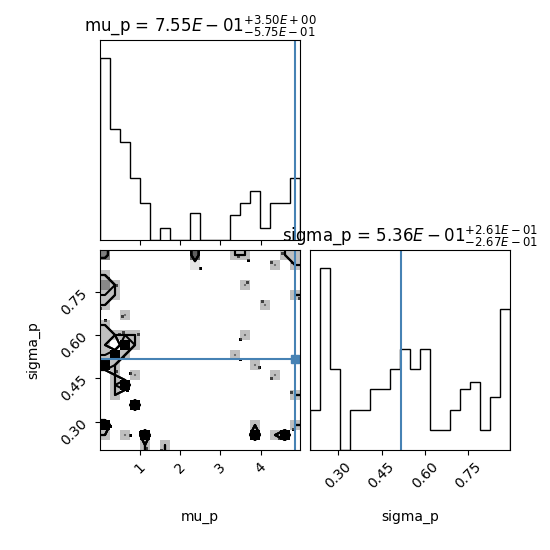 mu_p = 7.55E − 01 +3.50E + 00 −5.75E − 01
sigma_p = 5.36E − 01 +2.61E − 01 −2.67E − 01
0.75
0.60
0.45
0.30
sigma_p
1 2 3 4
mu_p
0.30 0.45 0.60 0.75
sigma_p